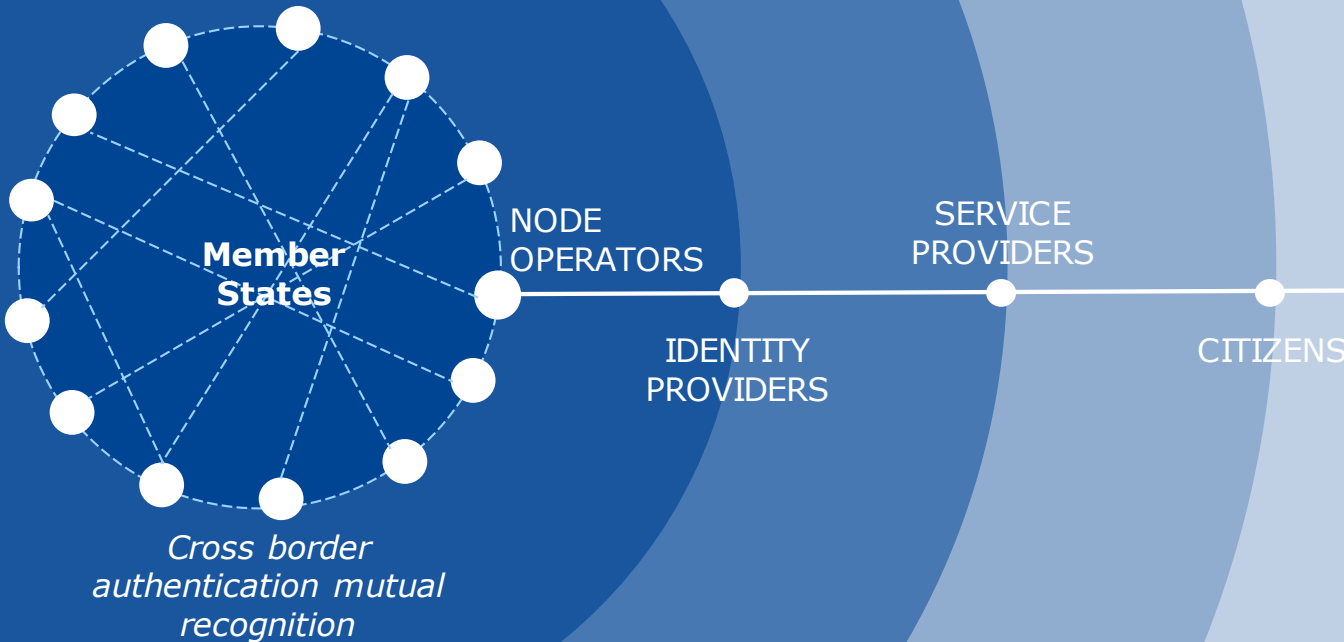 Member
States
NODE
OPERATORS
IDENTITY
PROVIDERS
SERVICE
PROVIDERS
CITIZENS
Cross border
authentication mutual
recognition